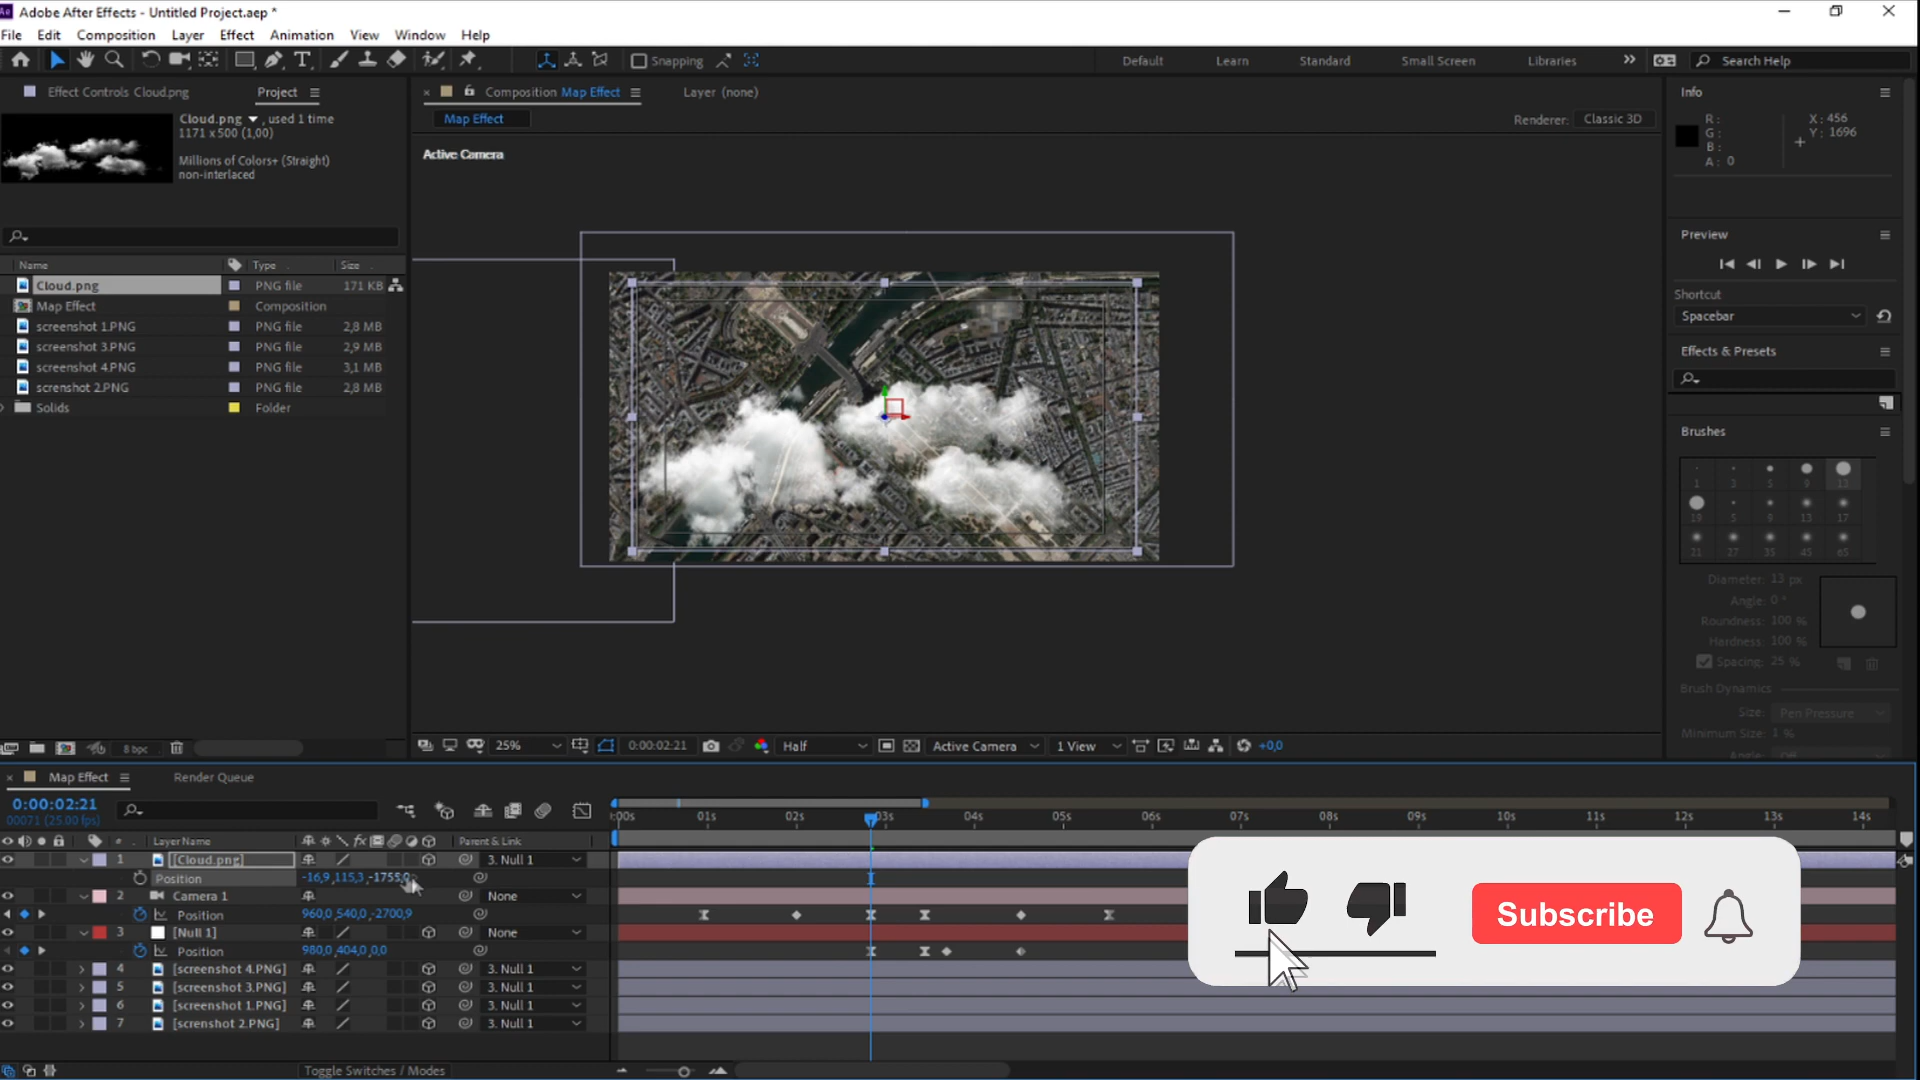 Ae Adobe After Effects - Untitled Project.aep *
File Edit Composition Layer Effect Animation View Window Help
Snapping Default Learn Standard Small Screen Libraries Search Help
Effect Controls Cloud.png Project
Cloud.png , used 1 time
1171 x 500 (1,00)
Millions of Colors+ (Straight)
non-interlaced
Name Type Size
Cloud.png PNG file 171 KB
Map Effect Composition
screenshot 1.PNG PNG file 2,8 MB
screenshot 3.PNG PNG file 2,9 MB
screenshot 4.PNG PNG file 3,1 MB
screnshot 2.PNG PNG file 2,8 MB
Solids Folder
8 bpc
Composition Map Effect Layer (none)
Map Effect
Renderer: Classic 3D
Active Camera
25% 0:00:02:21 Half Active Camera 1 View +0,0
Info
R: X: 456
G: Y: 1696
B:
A: 0
Preview
Shortcut
Spacebar
Effects & Presets
Brushes
1 3 5 9 13
19 5 9 13 17
21 27 35 45 65
Diameter: 13 px
Angle: 0 °
Roundness: 100 %
Hardness: 100 %
Spacing: 25 %
Brush Dynamics
Size: Pen Pressure
Minimum Size: 1 %
Angle: Off
Map Effect Render Queue
0:00:02:21
00071 (25.00 fps)
:00s 01s 02s 03s 04s 05s 06s 07s 08s 09s 10s 11s 12s 13s 14s
# Layer Name fx Parent & Link
1 [Cloud.png] 3. Null 1
Position -16,9,115,3,-1755,0
2 Camera 1 None
Position 960,0,540,0,-2700,9
3 [Null 1] None
Position 980,0,404,0,0,0
4 [screenshot 4.PNG] 3. Null 1
5 [screenshot 3.PNG] 3. Null 1
6 [screenshot 1.PNG] 3. Null 1
7 [screnshot 2.PNG] 3. Null 1
Toggle Switches / Modes
Subscribe